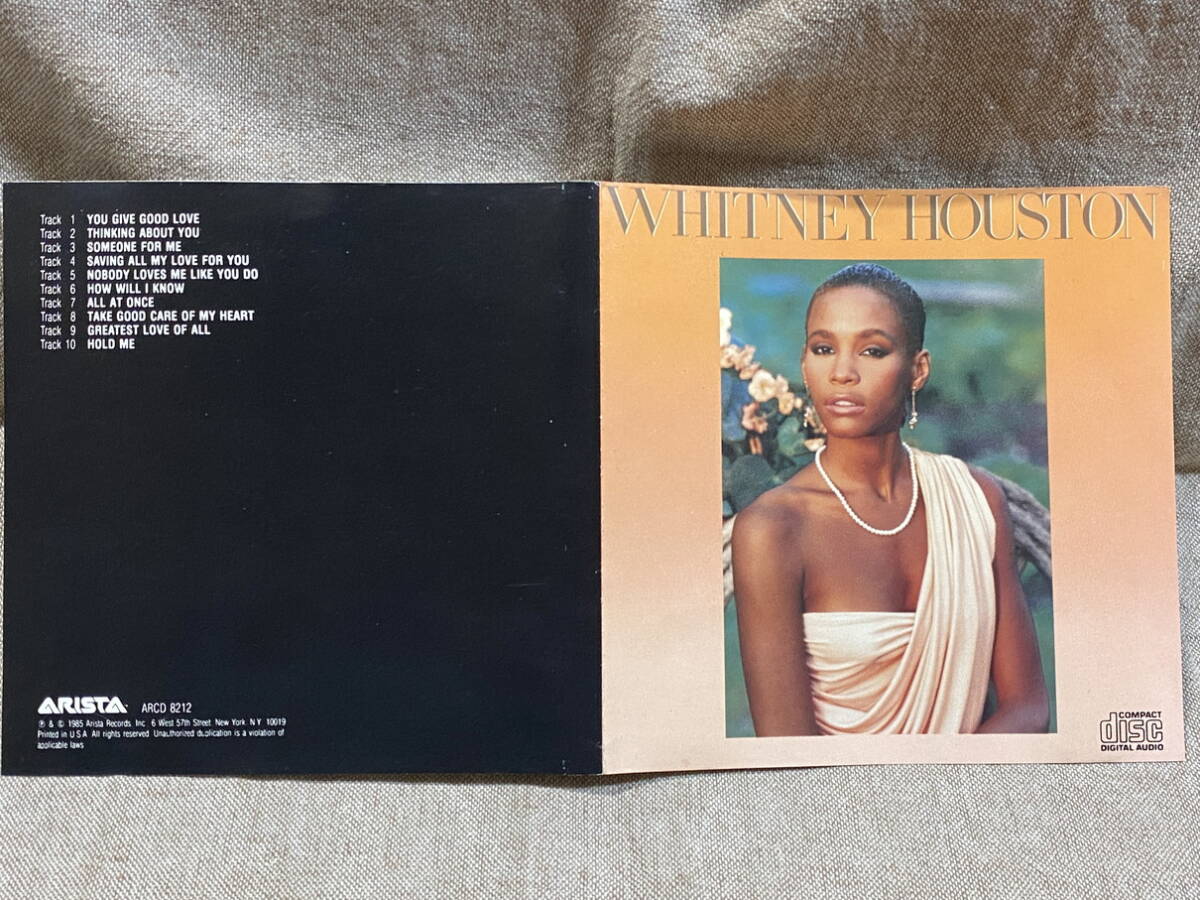 Track 1 YOU GIVE GOOD LOVE
Track 2 THINKING ABOUT YOU
Track 3 SOMEONE FOR ME
Track 4 SAVING ALL MY LOVE FOR YOU
Track 5 NOBODY LOVES ME LIKE YOU DO
Track 6 HOW WILL I KNOW
Track 7 ALL AT ONCE
Track 8 TAKE GOOD CARE OF MY HEART
Track 9 GREATEST LOVE OF ALL
Track 10 HOLD ME
ARISTA ARCD 8212
℗ & © 1985 Arista Records, Inc. 6 West 57th Street, New York, N.Y. 10019
Printed in U.S.A. All rights reserved. Unauthorized duplication is a violation of
applicable laws
WHITNEY HOUSTON
COMPACT
disc
DIGITAL AUDIO